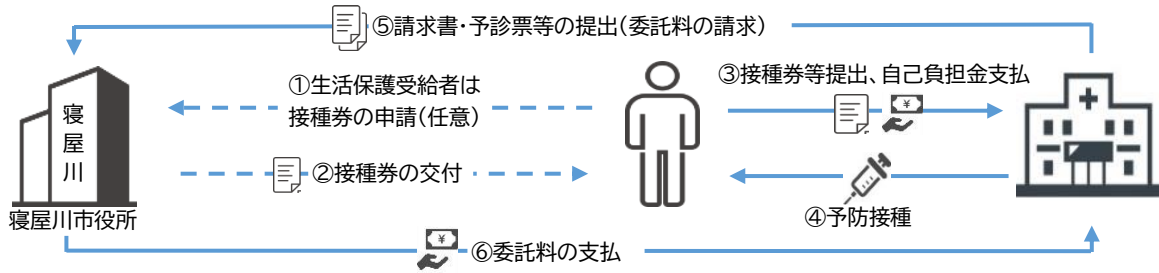 ⑤請求書・予診票等の提出(委託料の請求)
①生活保護受給者は
接種券の申請(任意)
③接種券等提出、自己負担金支払
¥
寝屋川
②接種券の交付
④予防接種
寝屋川市役所
¥
⑥委託料の支払